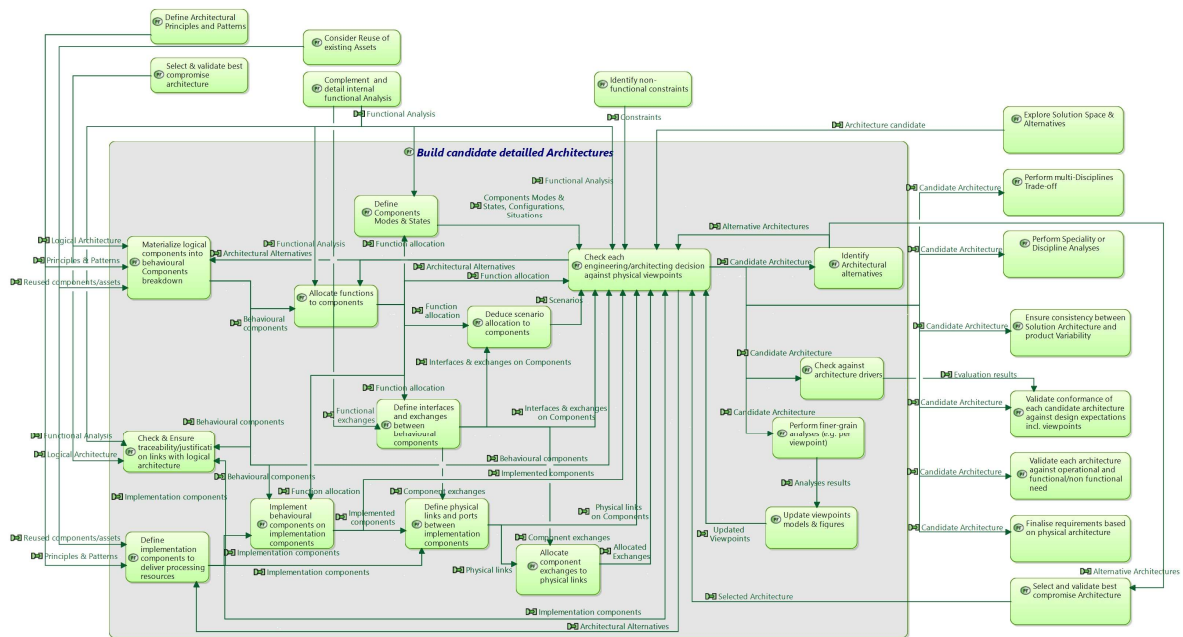 Define Architectural
Principles and Patterns
Consider Reuse of
existing Assets
Select & validate best
compromise
architecture
Complement and
detail internal
functional Analysis
Identify non-
functional constraints
Functional Analysis
Constraints
Explore Solution Space &
Alternatives
Architecture candidate
Build candidate detailled Architectures
Functional Analysis
Perform multi-Disciplines
Trade-off
Candidate Architecture
Define
Components
Modes & States
Components Modes
& States, Configurations,
Situations
Alternative Architectures
Logical Architecture
Materialize logical
components into
behavioural
Components
breakdown
Functional Analysis
Function allocation
Architectural Alternatives
Principles & Patterns
Reused components/assets
Architectural Alternatives
Function allocation
Check each
engineering/architecting decision
against physical viewpoints
Candidate Architecture
Identify
Architectural
alternatives
Candidate Architecture
Perform Speciality or
Discipline Analyses
Allocate functions
to components
Behavioural
components
Function
allocation
Scenarios
Deduce scenario
allocation to
components
Candidate Architecture
Ensure consistency between
Solution Architecture and
product Variability
Interfaces & exchanges on Components
Candidate Architecture
Check against
architecture drivers
Evaluation results
Function allocation
Functional
exchanges
Define interfaces
and exchanges
between
behavioural
components
Interfaces & exchanges
on Components
Candidate Architecture
Perform finer-grain
analyses (e.g. per
viewpoint)
Candidate Architecture
Validate conformance of
each candidate architecture
against design expectations
incl. viewpoints
Behavioural components
Functional Analysis
Logical Architecture
Check & Ensure
traceability/justificati
on links with logical
architecture
Behavioural components
Behavioural components
Implemented components
Candidate Architecture
Validate each architecture
against operational and
functional/non functional
need
Analyses results
Implementation components
Function allocation
Component exchanges
Implement
behavioural
components on
implementation
components
Implemented
components
Define physical
links and ports
between
implementation
components
Physical links
on Components
Update viewpoints
models & figures
Updated
Viewpoints
Candidate Architecture
Finalise requirements based
on physical architecture
Reused components/assets
Principles & Patterns
Define
implementation
components to
deliver processing
resources
Implementation components
Implementation components
Component exchanges
Physical links
Allocate
component
exchanges to
physical links
Allocated
Exchanges
Alternative Architectures
Select and validate best
compromise Architecture
Selected Architecture
Implementation components
Architectural Alternatives